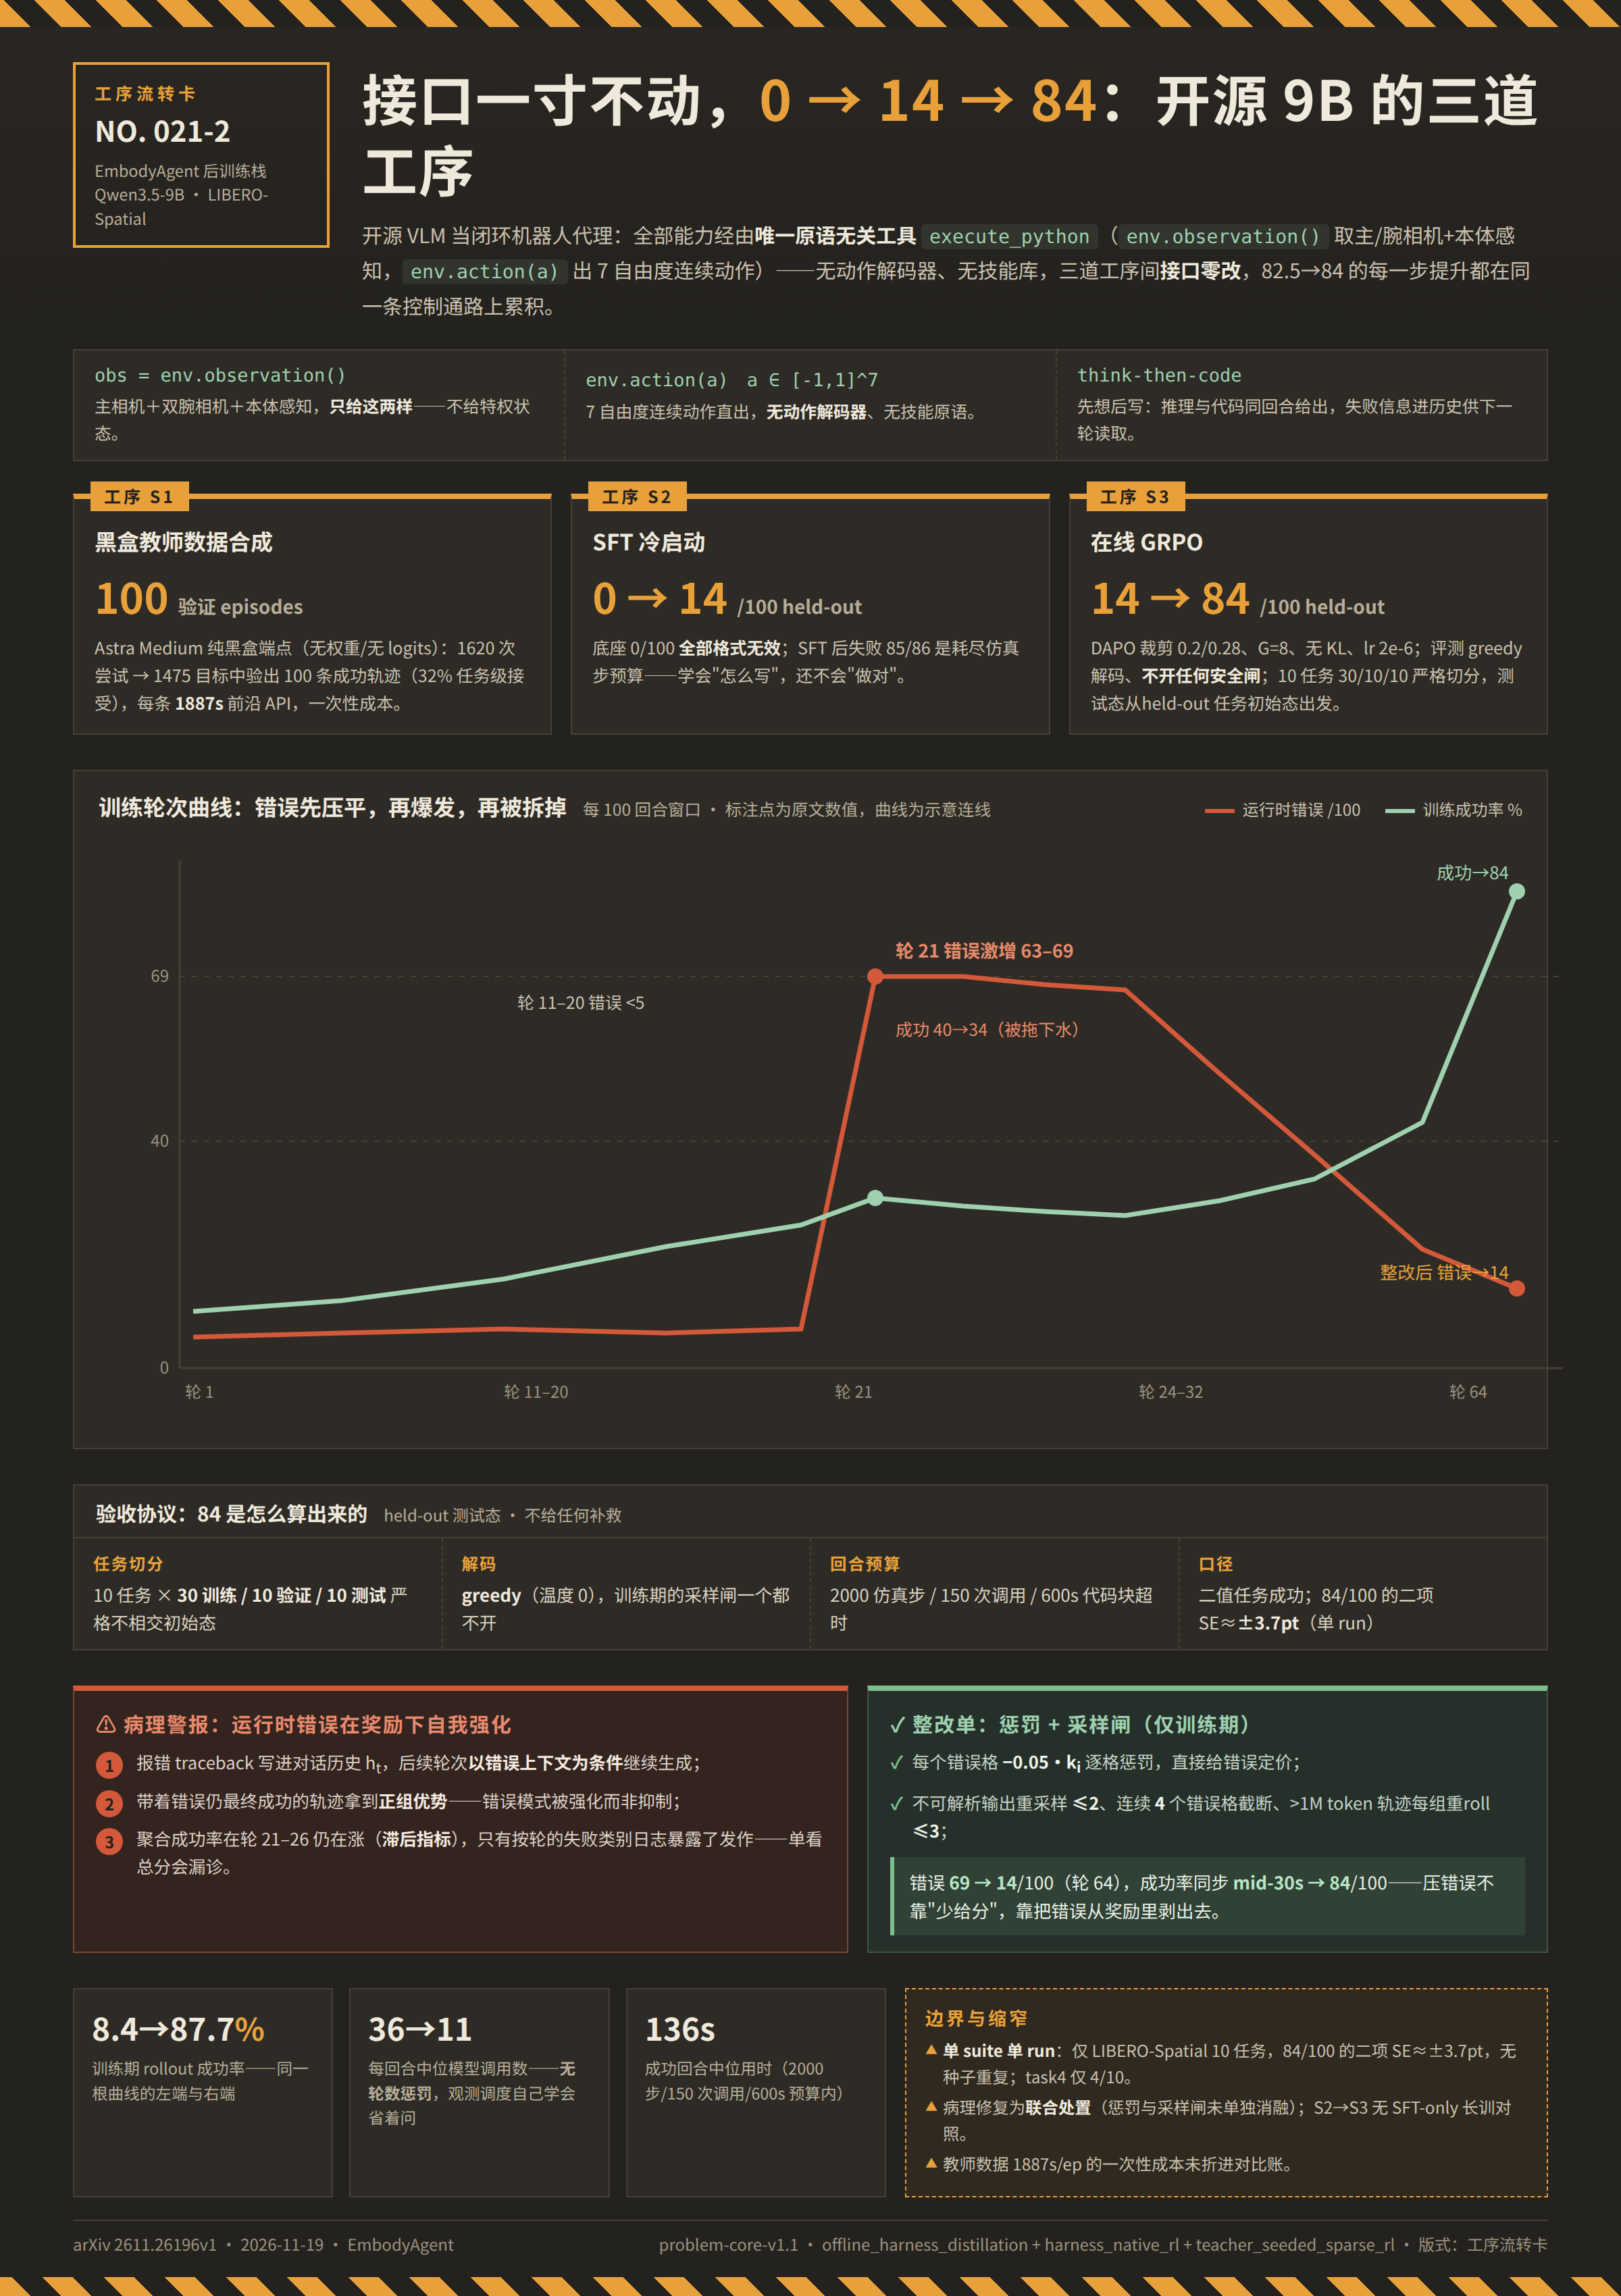 工序流转卡
NO. 021-2
EmbodyAgent 后训练栈
Qwen3.5-9B · LIBERO-
Spatial
接口一寸不动，0 → 14 → 84：开源 9B 的三道
工序
开源 VLM 当闭环机器人代理：全部能力经由唯一原语无关工具 execute_python（env.observation() 取主/腕相机+本体感
知，env.action(a) 出 7 自由度连续动作）——无动作解码器、无技能库，三道工序间接口零改，82.5→84 的每一步提升都在同
一条控制通路上累积。
obs = env.observation()
主相机＋双腕相机＋本体感知，只给这两样——不给特权状
态。
env.action(a) a ∈ [-1,1]^7
7 自由度连续动作直出，无动作解码器、无技能原语。
think-then-code
先想后写：推理与代码同回合给出，失败信息进历史供下一
轮读取。
工序 S1
黑盒教师数据合成
100 验证 episodes
Astra Medium 纯黑盒端点（无权重/无 logits）：1620 次
尝试 → 1475 目标中验出 100 条成功轨迹（32% 任务级接
受），每条 1887s 前沿 API，一次性成本。
工序 S2
SFT 冷启动
0 → 14 /100 held-out
底座 0/100 全部格式无效；SFT 后失败 85/86 是耗尽仿真
步预算——学会"怎么写"，还不会"做对"。
工序 S3
在线 GRPO
14 → 84 /100 held-out
DAPO 裁剪 0.2/0.28、G=8、无 KL、lr 2e-6；评测 greedy
解码、不开任何安全闸；10 任务 30/10/10 严格切分，测
试态从held-out 任务初始态出发。
训练轮次曲线：错误先压平，再爆发，再被拆掉 每 100 回合窗口 · 标注点为原文数值，曲线为示意连线
运行时错误 /100
训练成功率 %
成功→84
轮 21 错误激增 63–69
69
轮 11–20 错误 <5
成功 40→34（被拖下水）
40
整改后 错误→14
0
轮 1
轮 11–20
轮 21
轮 24–32
轮 64
验收协议：84 是怎么算出来的 held-out 测试态 · 不给任何补救
任务切分
10 任务 × 30 训练 / 10 验证 / 10 测试 严
格不相交初始态
解码
greedy（温度 0），训练期的采样闸一个都
不开
回合预算
2000 仿真步 / 150 次调用 / 600s 代码块超
时
口径
二值任务成功；84/100 的二项
SE≈±3.7pt（单 run）
⚠ 病理警报：运行时错误在奖励下自我强化
1 报错 traceback 写进对话历史 ht，后续轮次以错误上下文为条件继续生成；
2 带着错误仍最终成功的轨迹拿到正组优势——错误模式被强化而非抑制；
3 聚合成功率在轮 21–26 仍在涨（滞后指标），只有按轮的失败类别日志暴露了发作——单看
总分会漏诊。
✓ 整改单：惩罚 + 采样闸（仅训练期）
✓ 每个错误格 −0.05·ki 逐格惩罚，直接给错误定价；
✓ 不可解析输出重采样 ≤2、连续 4 个错误格截断、>1M token 轨迹每组重roll
≤3；
错误 69 → 14/100（轮 64），成功率同步 mid-30s → 84/100——压错误不
靠"少给分"，靠把错误从奖励里剥出去。
8.4→87.7%
训练期 rollout 成功率——同一
根曲线的左端与右端
36→11
每回合中位模型调用数——无
轮数惩罚，观测调度自己学会
省着问
136s
成功回合中位用时（2000
步/150 次调用/600s 预算内）
边界与缩窄
▲ 单 suite 单 run：仅 LIBERO-Spatial 10 任务，84/100 的二项 SE≈±3.7pt，无
种子重复；task4 仅 4/10。
▲ 病理修复为联合处置（惩罚与采样闸未单独消融）；S2→S3 无 SFT-only 长训对
照。
▲ 教师数据 1887s/ep 的一次性成本未折进对比账。
arXiv 2611.26196v1 · 2026-11-19 · EmbodyAgent
problem-core-v1.1 · offline_harness_distillation + harness_native_rl + teacher_seeded_sparse_rl · 版式：工序流转卡